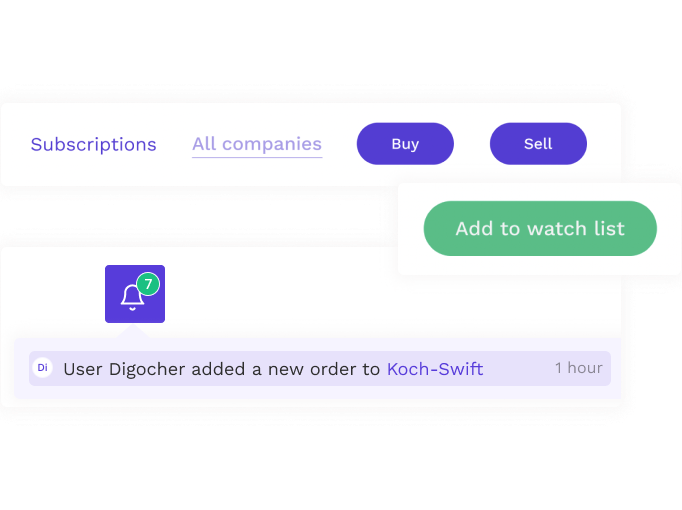 Subscriptions All companies Buy Sell
Add to watch list
7
Di User Digocher added a new order to Koch-Swift 1 hour